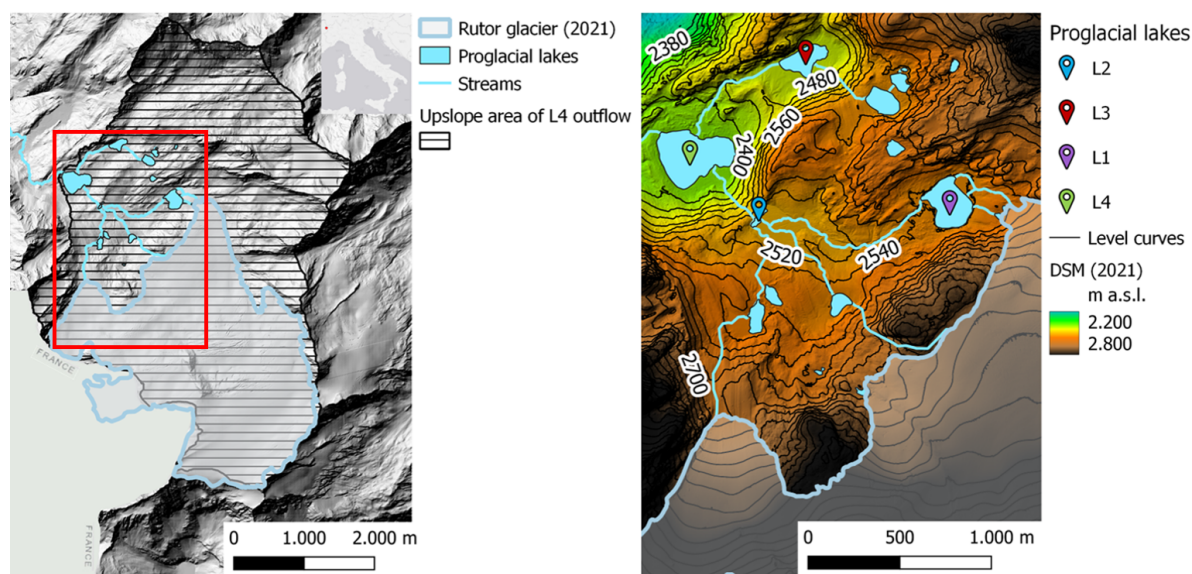 Rutor glacier (2021)
Proglacial lakes
Streams
Upslope area of L4 outflow
FRANCE
FRANCE
0 1.000 2.000 m
2380
2480
2560
2400
2520
2540
2700
0 500 1.000 m
Proglacial lakes
L2
L3
L1
L4
Level curves
DSM (2021)
m a.s.l.
2.200
2.800